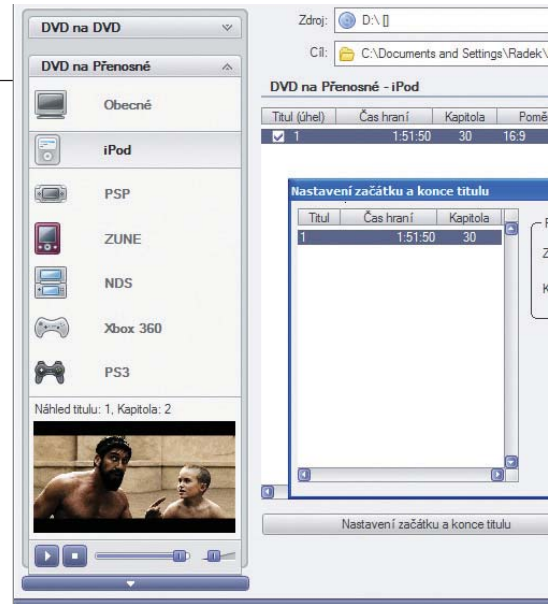 DVD na DVD
DVD na Přenosné
Obecné
iPod
PSP
ZUNE
NDS
Xbox 360
PS3
Náhled titulu: 1, Kapitola: 2
Zdroj: D:\ []
Cíl: C:\Documents and Settings\Radek\
DVD na Přenosné - iPod
Titul (úhel) Čas hraní Kapitola
1 1:51:50 30 16:9
Nastavení začátku a konce titulu
Titul Čas hraní Kapitola
1 1:51:50 30
Nastavení začátku a konce titulu